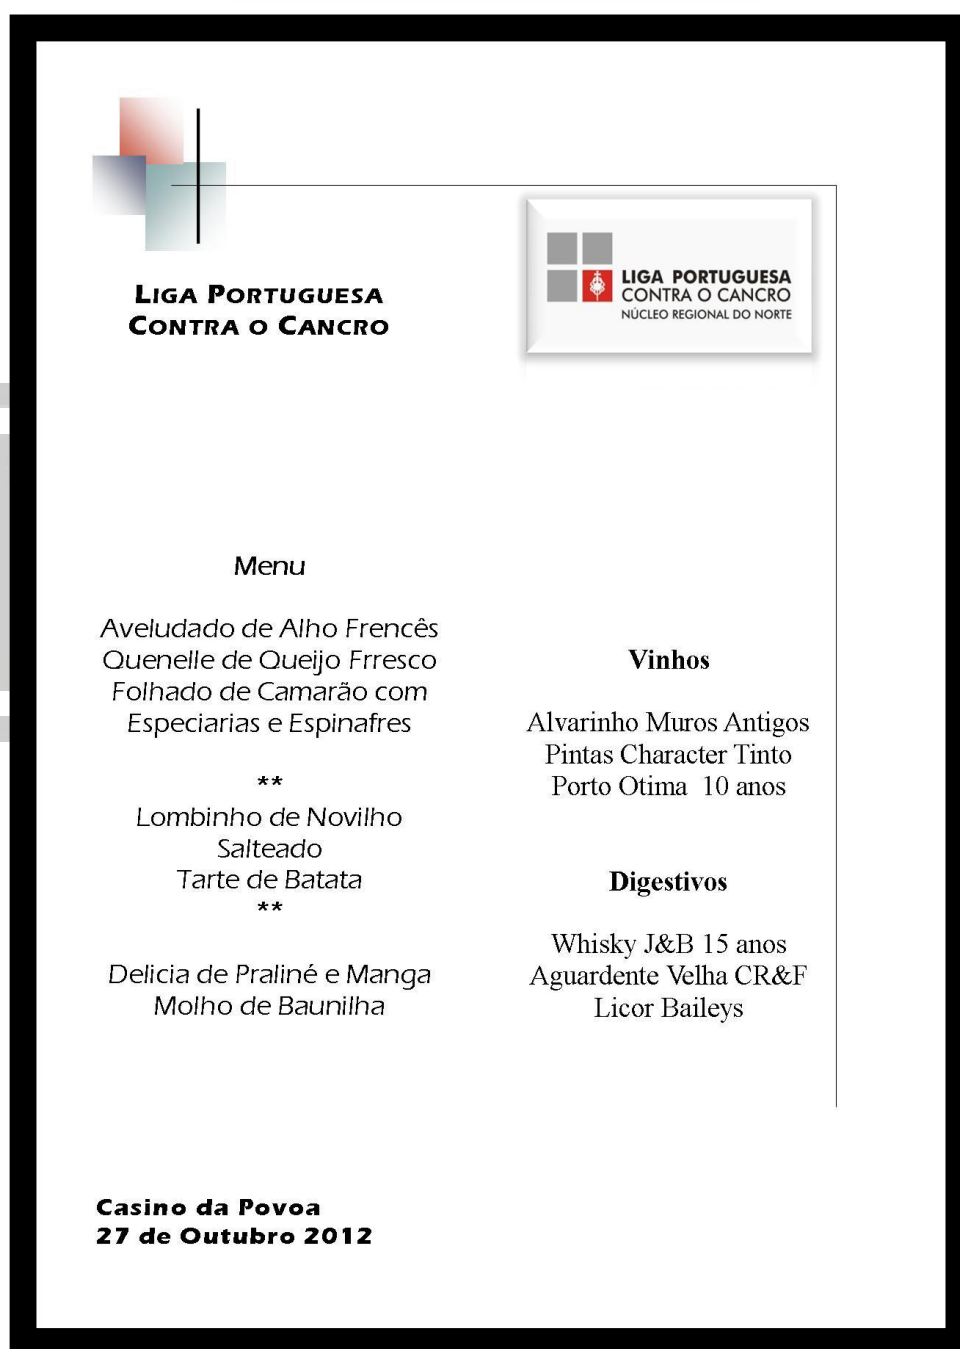 LIGA PORTUGUESA
CONTRA O CANCRO
LIGA PORTUGUESA
CONTRA O CANCRO
NÚCLEO REGIONAL DO NORTE
Menu
Aveludado de Alho Frencês
Quenelle de Queijo Frresco
Folhado de Camarão com
Especiarias e Espinafres
**
Lombinho de Novilho
Salteado
Tarte de Batata
**
Delicia de Praliné e Manga
Molho de Baunilha
Vinhos
Alvarinho Muros Antigos
Pintas Character Tinto
Porto Otima  10 anos
Digestivos
Whisky J&B 15 anos
Aguardente Velha CR&F
Licor Baileys
Casino da Povoa
27 de Outubro 2012